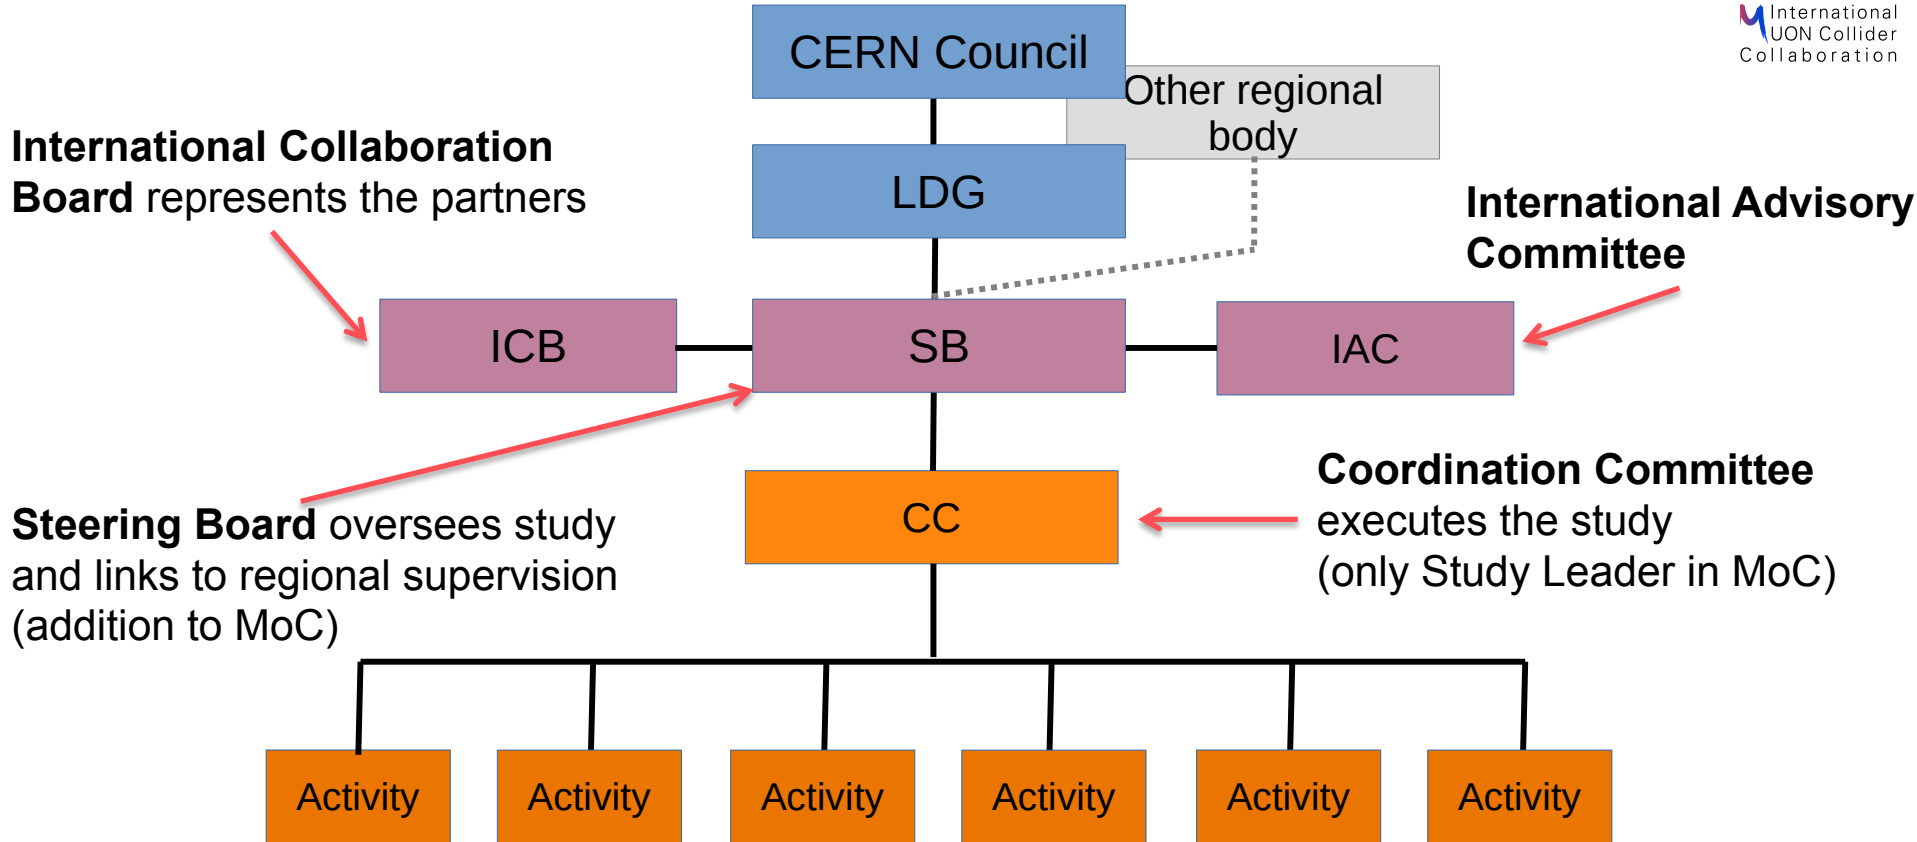 International
UON Collider
Collaboration
CERN Council
Other regional
body
International Collaboration
Board represents the partners
LDG
International Advisory
Committee
ICB
SB
IAC
Steering Board oversees study
and links to regional supervision
(addition to MoC)
CC
Coordination Committee
executes the study
(only Study Leader in MoC)
Activity
Activity
Activity
Activity
Activity
Activity